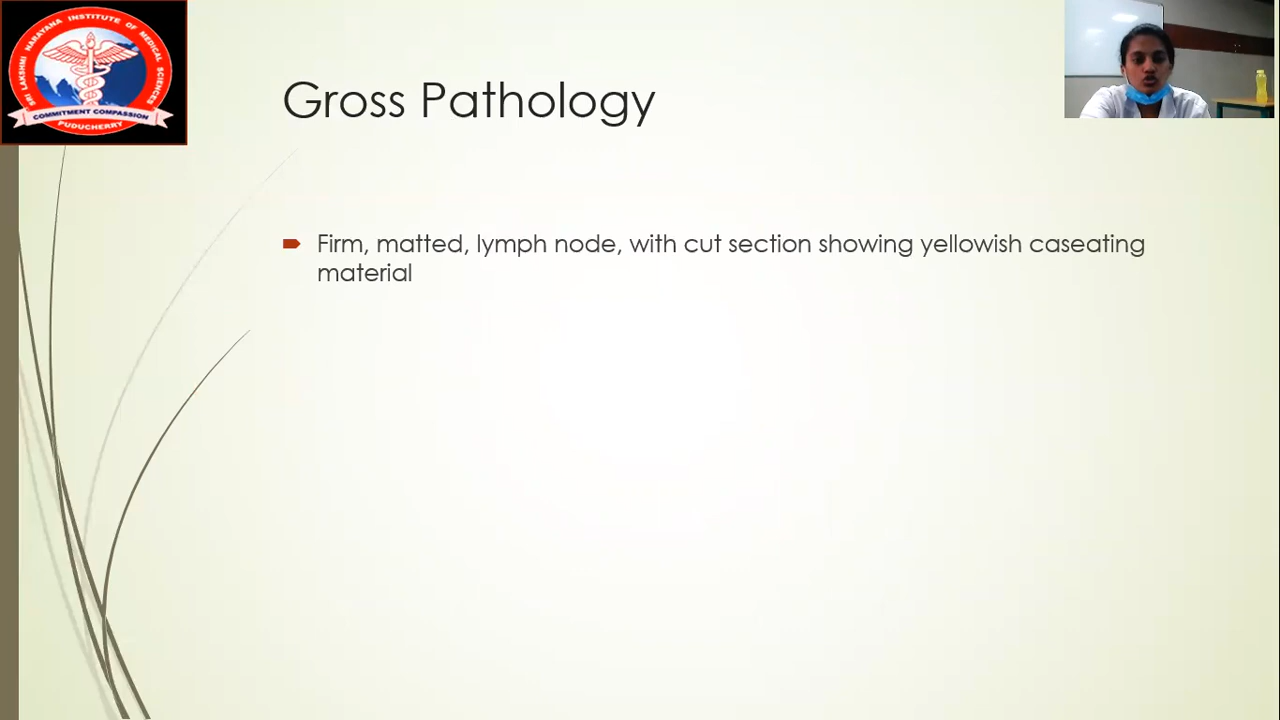 SRI LAKSHMI NARAYANA INSTITUTE OF MEDICAL SCIENCES
COMMITMENT COMPASSION
PUDUCHERRY
Gross Pathology
Firm, matted, lymph node, with cut section showing yellowish caseating
material